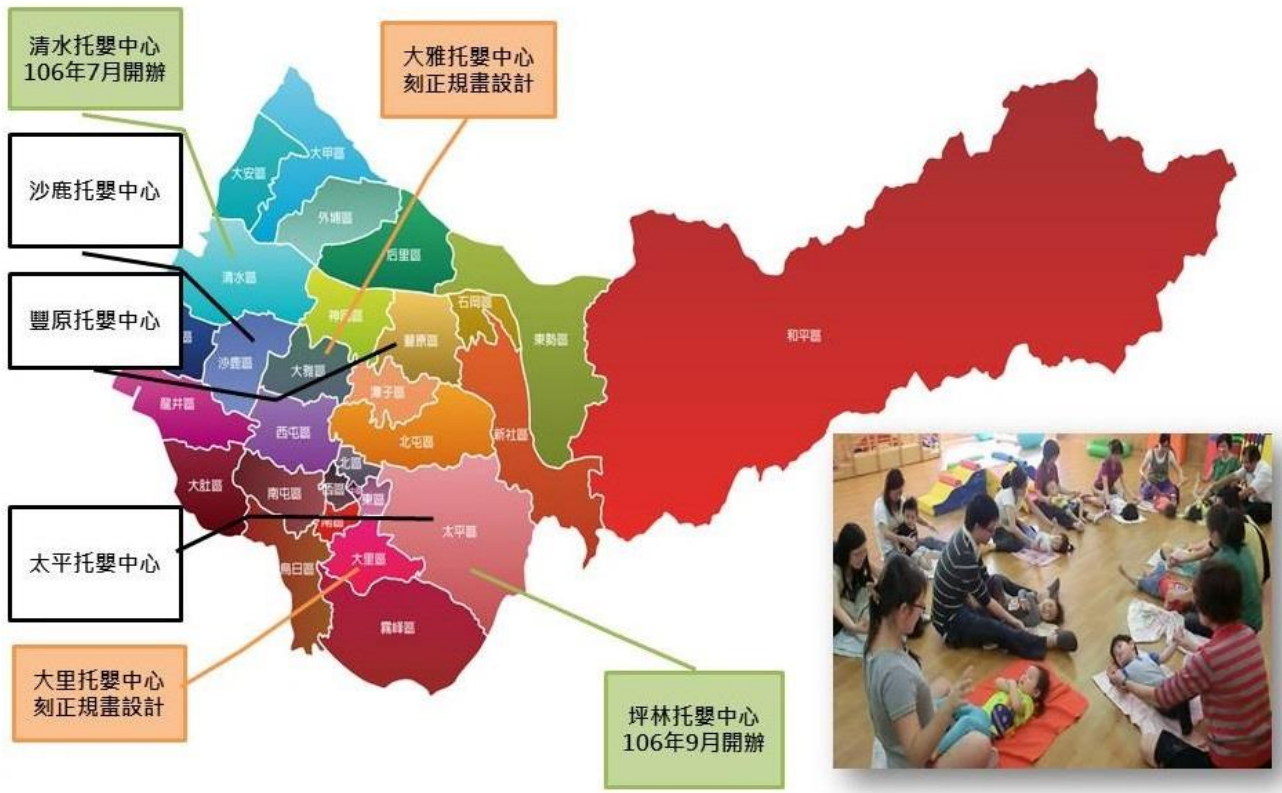 清水托嬰中心
106年7月開辦
大雅托嬰中心
刻正規畫設計
沙鹿托嬰中心
豐原托嬰中心
太平托嬰中心
大里托嬰中心
刻正規畫設計
坪林托嬰中心
106年9月開辦
大甲區
大安區
外埔區
后里區
清水區
神岡區
石岡區
豐原區
東勢區
和平區
區
沙鹿區
大雅區
潭子區
龍井區
西屯區
北屯區
新社區
北區
大肚區
南屯區
西區
東區
南區
太平區
大里區
烏日區
霧峰區